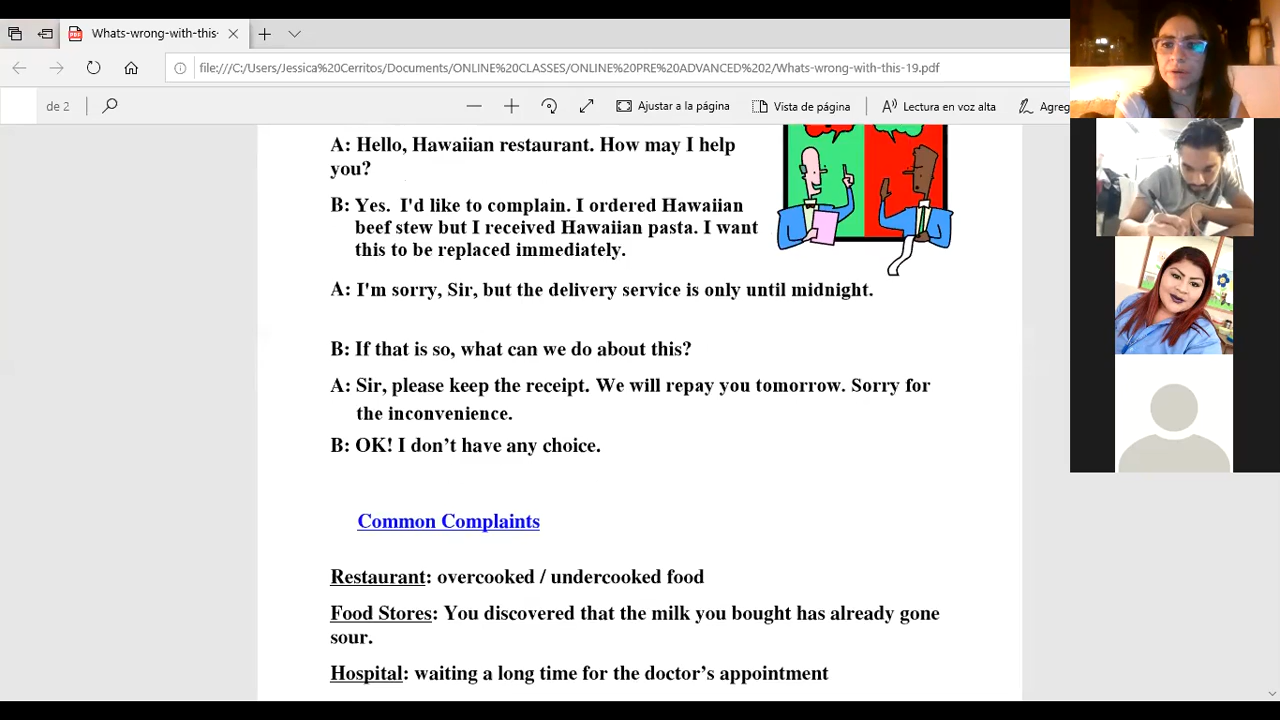 Whats-wrong-with-this-
file:///C:/Users/Jessica%20Cerritos/Documents/ONLINE%20CLASSES/ONLINE%20PRE%20ADVANCED%202/Whats-wrong-with-this-19.pdf
de 2 Ajustar a la página Vista de página Lectura en voz alta Agreg
A: Hello, Hawaiian restaurant. How may I help
you?
B: Yes. I'd like to complain. I ordered Hawaiian
beef stew but I received Hawaiian pasta. I want
this to be replaced immediately.
A: I'm sorry, Sir, but the delivery service is only until midnight.
B: If that is so, what can we do about this?
A: Sir, please keep the receipt. We will repay you tomorrow. Sorry for
the inconvenience.
B: OK! I don’t have any choice.
Common Complaints
Restaurant: overcooked / undercooked food
Food Stores: You discovered that the milk you bought has already gone
sour.
Hospital: waiting a long time for the doctor’s appointment